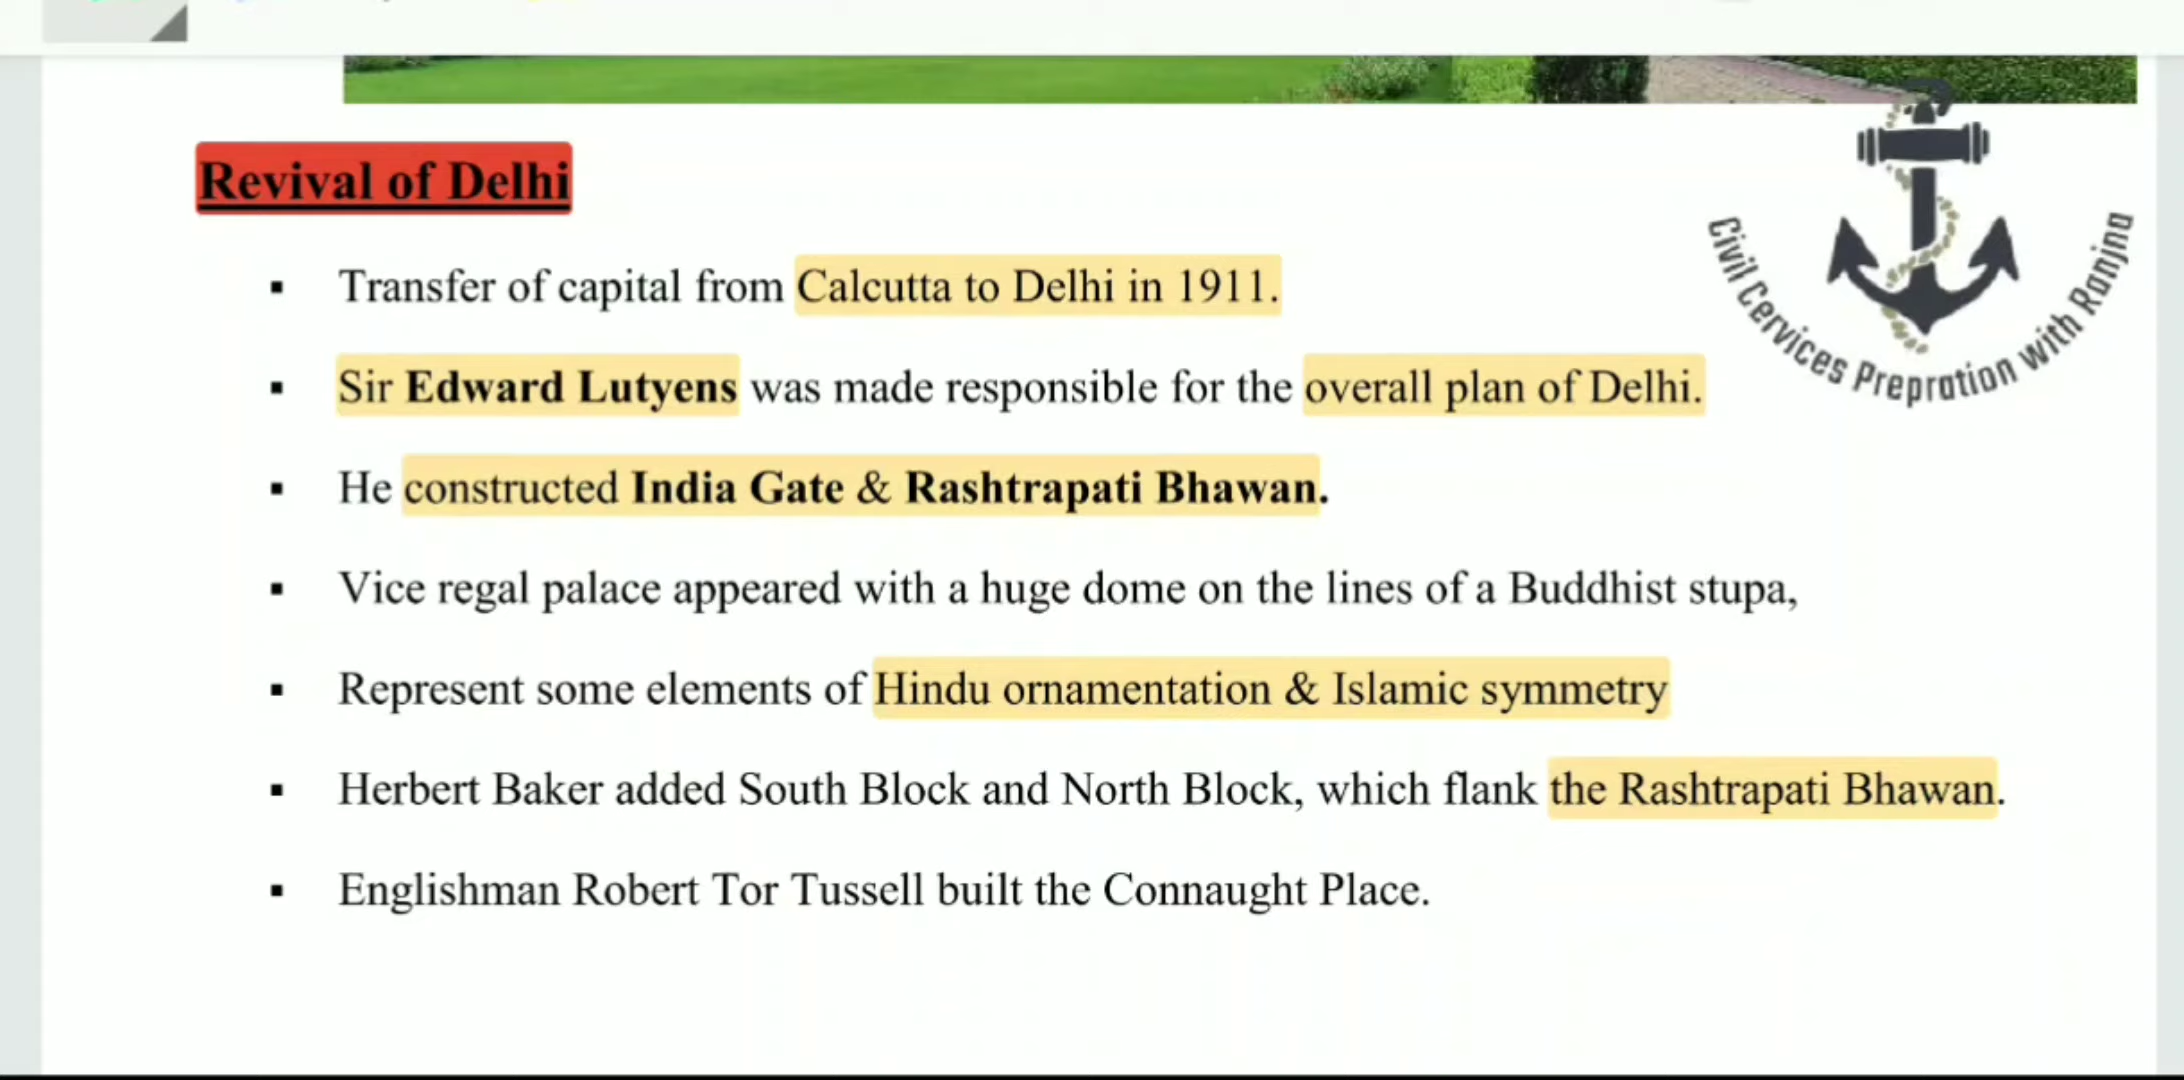 Revival of Delhi
▪ Transfer of capital from Calcutta to Delhi in 1911.
▪ Sir Edward Lutyens was made responsible for the overall plan of Delhi.
▪ He constructed India Gate & Rashtrapati Bhawan.
▪ Vice regal palace appeared with a huge dome on the lines of a Buddhist stupa,
▪ Represent some elements of Hindu ornamentation & Islamic symmetry
▪ Herbert Baker added South Block and North Block, which flank the Rashtrapati Bhawan.
▪ Englishman Robert Tor Tussell built the Connaught Place.
Civil Cervices Prepration with Ranjna